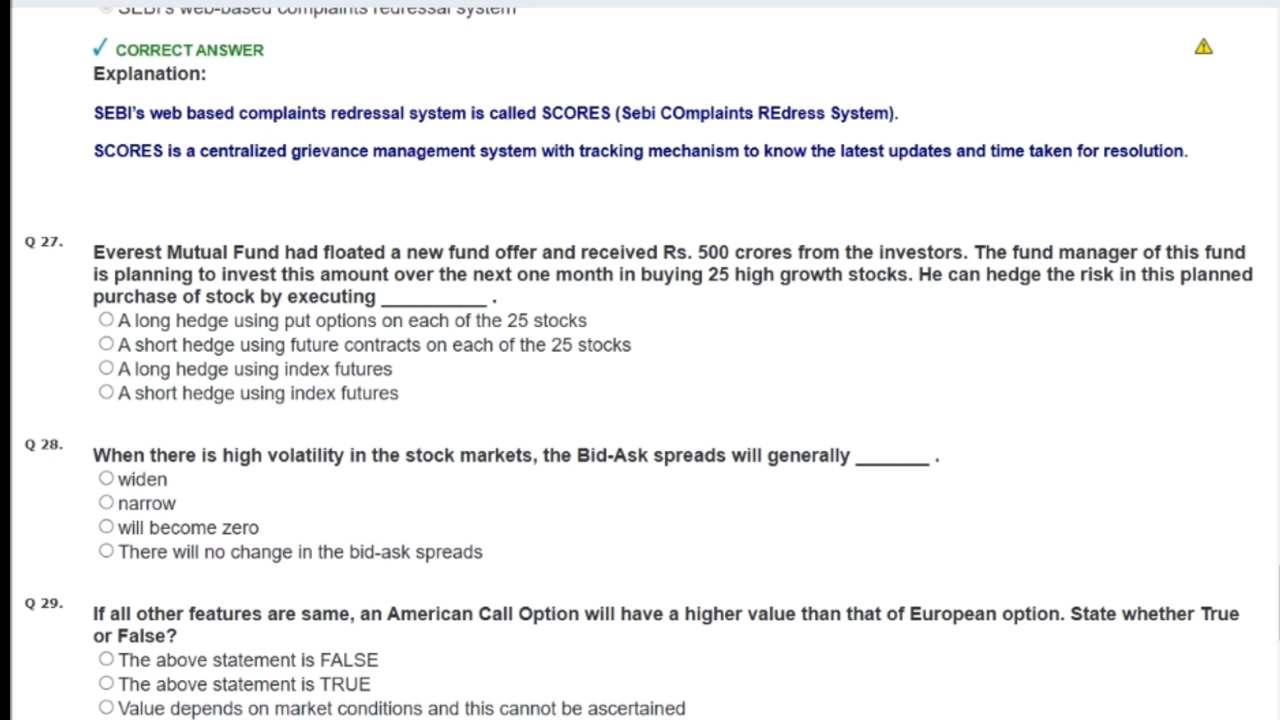 SEBI's web-based complaints redressal system
✓ CORRECT ANSWER
Explanation:
SEBI's web based complaints redressal system is called SCORES (Sebi COmplaints REdress System).
SCORES is a centralized grievance management system with tracking mechanism to know the latest updates and time taken for resolution.
Q 27.
Everest Mutual Fund had floated a new fund offer and received Rs. 500 crores from the investors. The fund manager of this fund
is planning to invest this amount over the next one month in buying 25 high growth stocks. He can hedge the risk in this planned
purchase of stock by executing __________ .
A long hedge using put options on each of the 25 stocks
A short hedge using future contracts on each of the 25 stocks
A long hedge using index futures
A short hedge using index futures
Q 28.
When there is high volatility in the stock markets, the Bid-Ask spreads will generally _______ .
widen
narrow
will become zero
There will no change in the bid-ask spreads
Q 29.
If all other features are same, an American Call Option will have a higher value than that of European option. State whether True
or False?
The above statement is FALSE
The above statement is TRUE
Value depends on market conditions and this cannot be ascertained